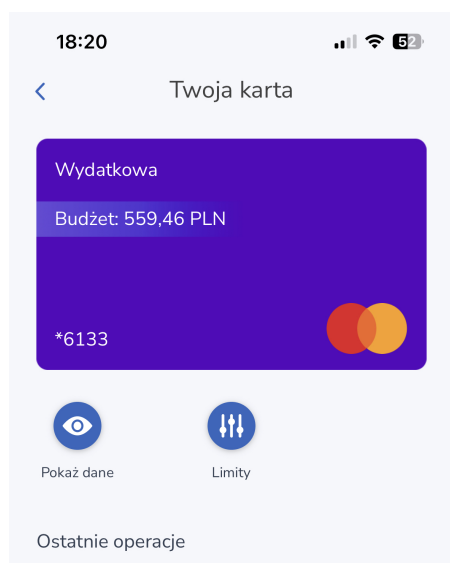 18:20
52
Twoja karta
Wydatkowa
Budżet: 559,46 PLN
*6133
Pokaż dane
Limity
Ostatnie operacje